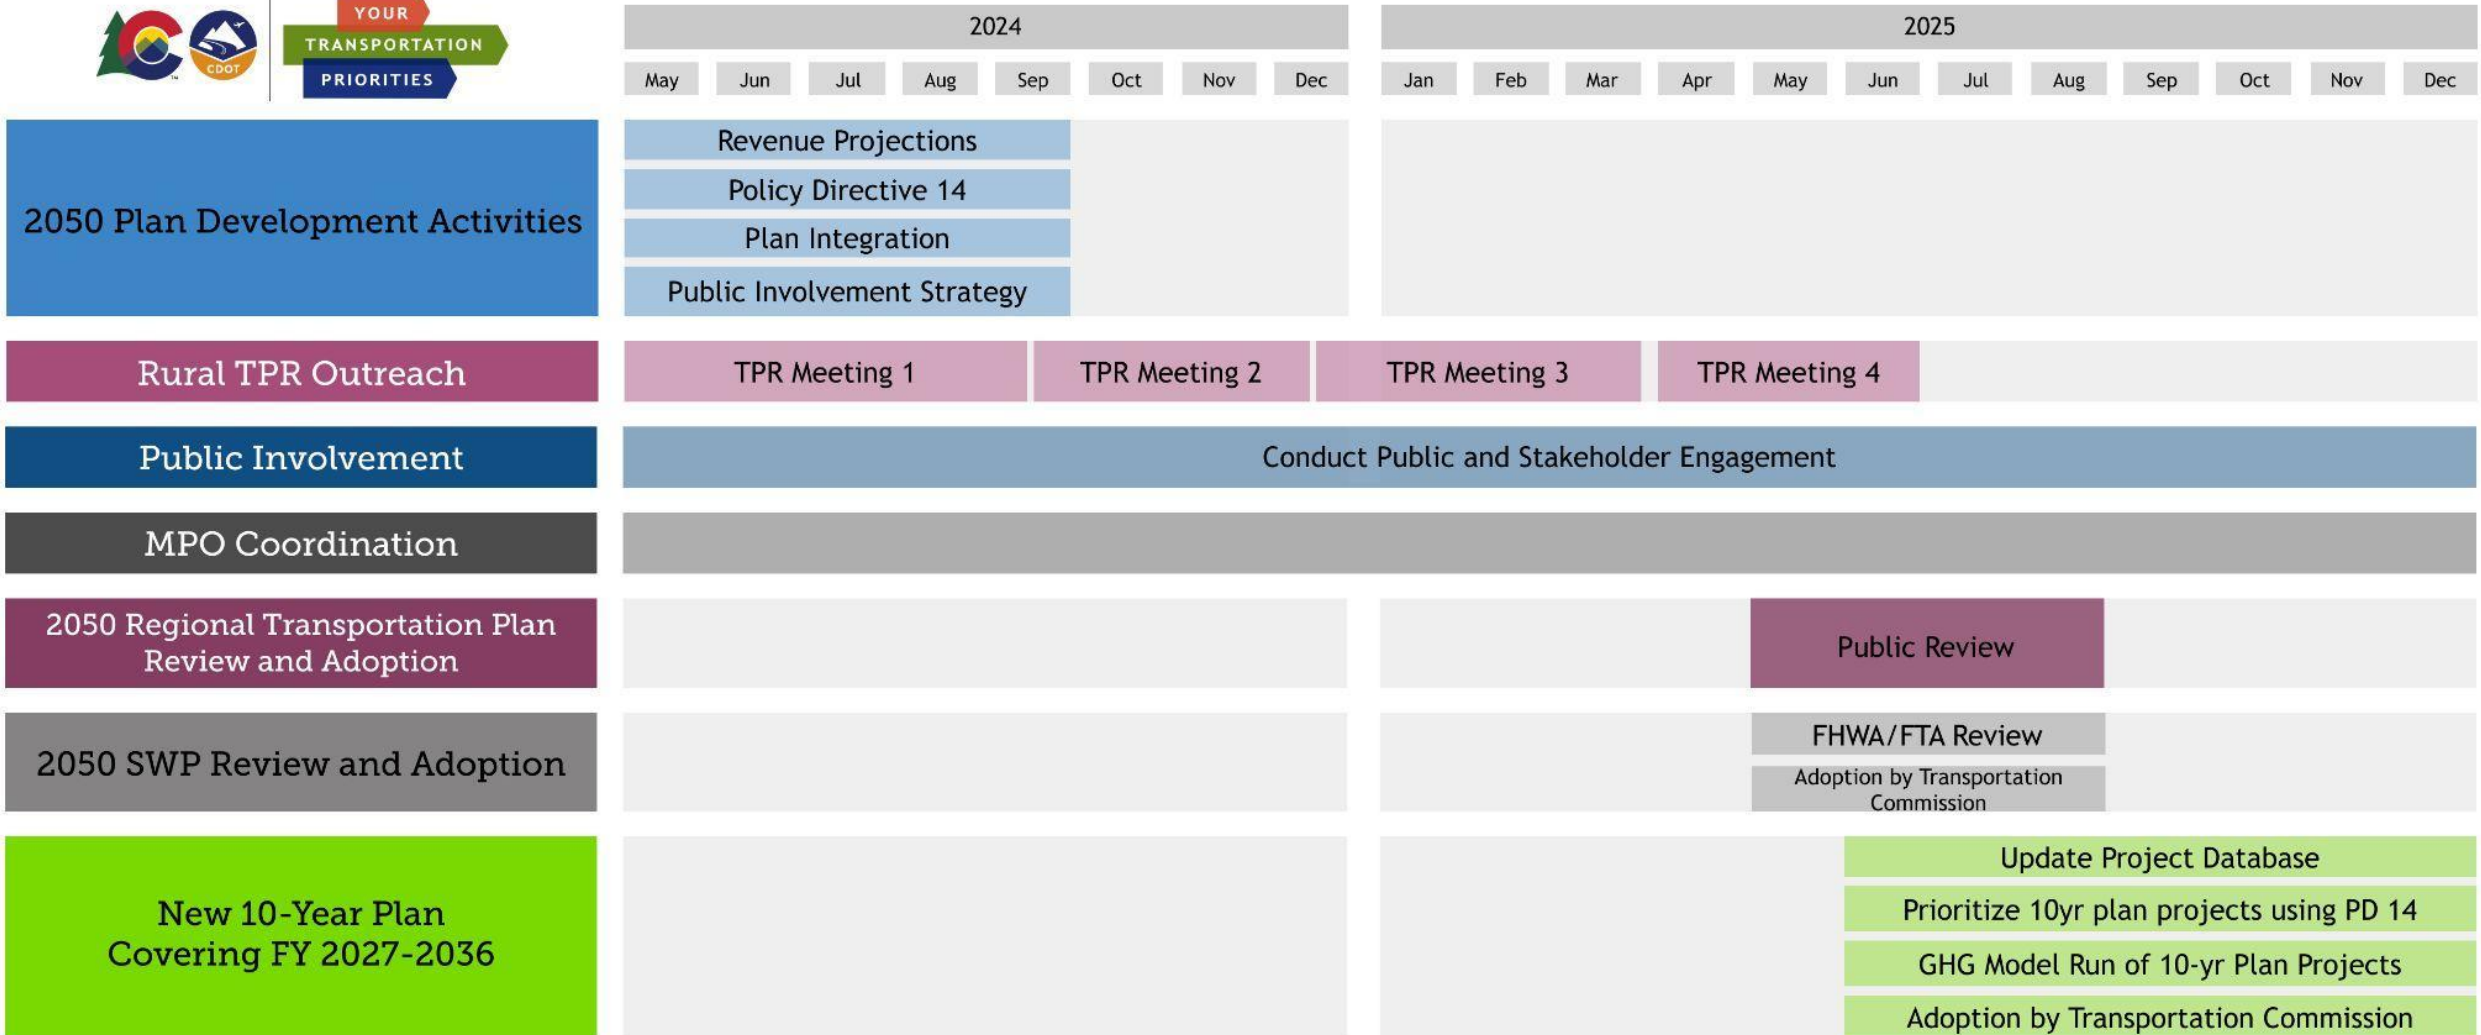 YOUR
TRANSPORTATION
PRIORITIES
CDOT
2024
2025
May Jun Jul Aug Sep Oct Nov Dec Jan Feb Mar Apr May Jun Jul Aug Sep Oct Nov Dec
2050 Plan Development Activities
Revenue Projections
Policy Directive 14
Plan Integration
Public Involvement Strategy
Rural TPR Outreach
TPR Meeting 1
TPR Meeting 2
TPR Meeting 3
TPR Meeting 4
Public Involvement
Conduct Public and Stakeholder Engagement
MPO Coordination
2050 Regional Transportation Plan
Review and Adoption
Public Review
2050 SWP Review and Adoption
FHWA/FTA Review
Adoption by Transportation
Commission
New 10-Year Plan
Covering FY 2027-2036
Update Project Database
Prioritize 10yr plan projects using PD 14
GHG Model Run of 10-yr Plan Projects
Adoption by Transportation Commission